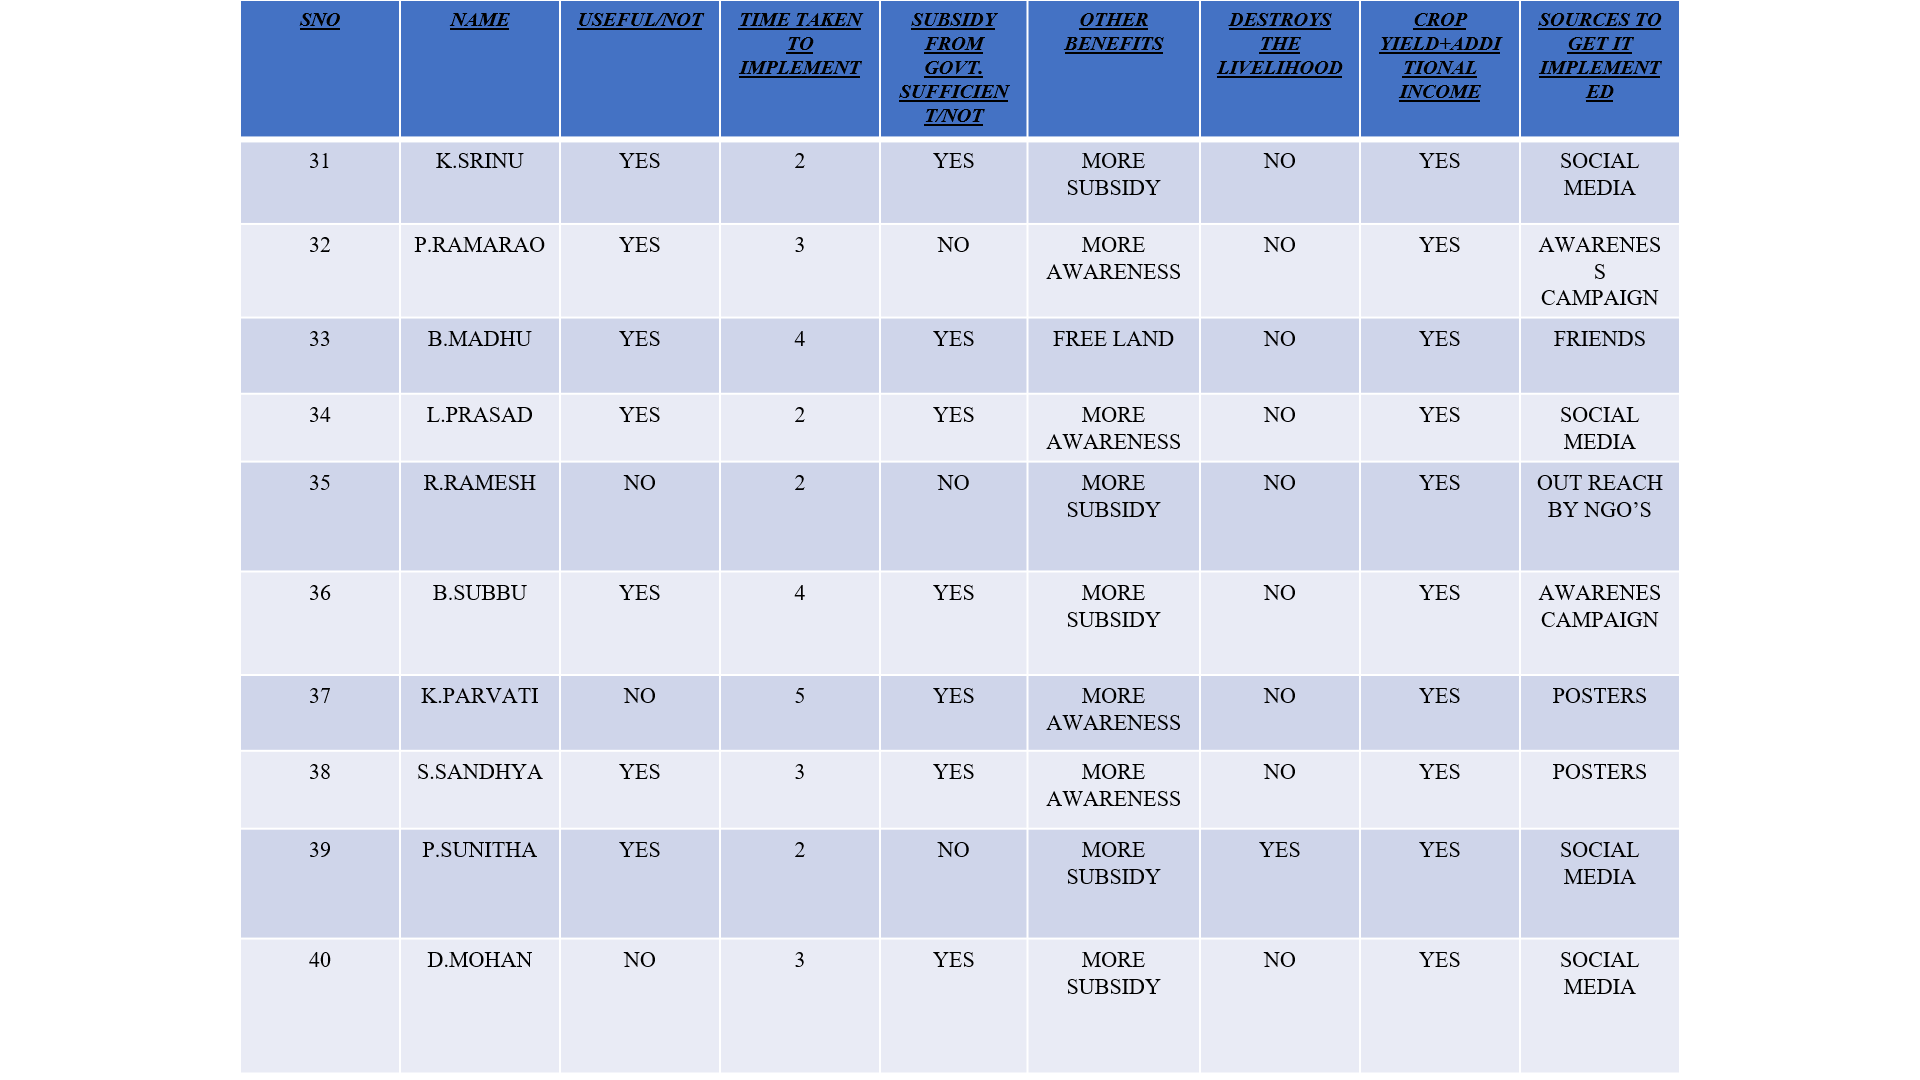 SNO NAME USEFUL/NOT TIME TAKEN TO IMPLEMENT SUBSIDY FROM GOVT. SUFFICIEN T/NOT OTHER BENEFITS DESTROYS THE LIVELIHOOD CROP YIELD+ADDI TIONAL INCOME SOURCES TO GET IT IMPLEMENT ED
31 K.SRINU YES 2 YES MORE SUBSIDY NO YES SOCIAL MEDIA
32 P.RAMARAO YES 3 NO MORE AWARENESS NO YES AWARENES S CAMPAIGN
33 B.MADHU YES 4 YES FREE LAND NO YES FRIENDS
34 L.PRASAD YES 2 YES MORE AWARENESS NO YES SOCIAL MEDIA
35 R.RAMESH NO 2 NO MORE SUBSIDY NO YES OUT REACH BY NGO’S
36 B.SUBBU YES 4 YES MORE SUBSIDY NO YES AWARENES CAMPAIGN
37 K.PARVATI NO 5 YES MORE AWARENESS NO YES POSTERS
38 S.SANDHYA YES 3 YES MORE AWARENESS NO YES POSTERS
39 P.SUNITHA YES 2 NO MORE SUBSIDY YES YES SOCIAL MEDIA
40 D.MOHAN NO 3 YES MORE SUBSIDY NO YES SOCIAL MEDIA